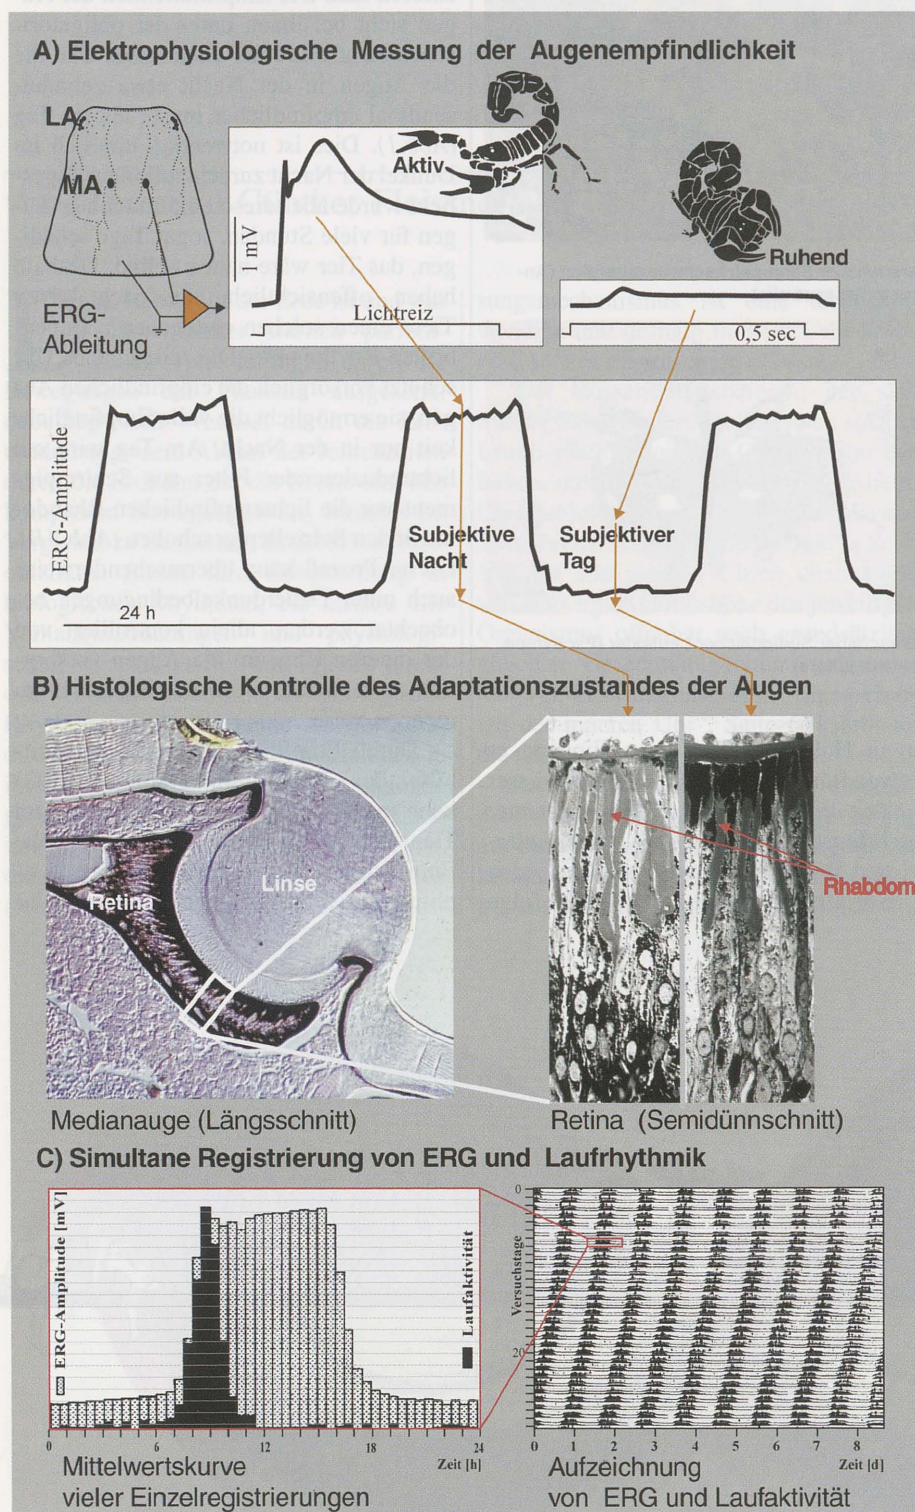 A) Elektrophysiologische Messung der Augenempfindlichkeit
LA
MA
ERG-
Ableitung
1mV
Aktiv
Lichtreiz
Ruhend
0,5 sec
ERG-Amplitude
24 h
Subjektive
Nacht
Subjektiver
Tag
B) Histologische Kontrolle des Adaptationszustandes der Augen
Retina
Linse
Rhabdom
Medianauge (Längsschnitt)
Retina (Semidünnschnitt)
C) Simultane Registrierung von ERG und Laufrhythmik
ERG-Amplitude [mV]
Laufaktivität
0 6 12 18 24
Zeit [h]
Mittelwertskurve
vieler Einzelregistrierungen
Versuchstage
0
20
0 1 2 3 4 5 6 7 8
Zeit [d]
Aufzeichnung
von ERG und Laufaktivität